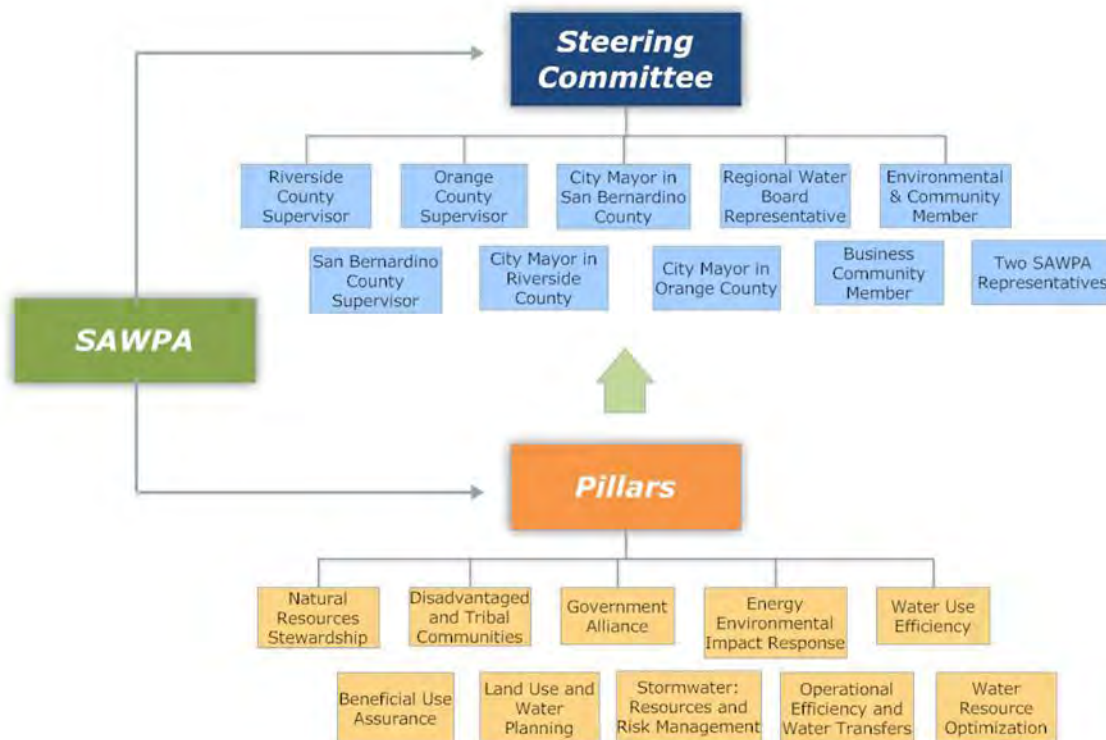 Steering
Committee
Riverside
County
Supervisor
Orange
County
Supervisor
City Mayor in
San Bernardino
County
Regional Water
Board
Representative
Environmental
& Community
Member
San Bernardino
County
Supervisor
City Mayor in
Riverside
County
City Mayor in
Orange County
Business
Community
Member
Two SAWPA
Representatives
SAWPA
Pillars
Natural
Resources
Stewardship
Disadvantaged
and Tribal
Communities
Government
Alliance
Energy
Environmental
Impact Response
Water Use
Efficiency
Beneficial Use
Assurance
Land Use and
Water
Planning
Stormwater:
Resources and
Risk Management
Operational
Efficiency and
Water Transfers
Water
Resource
Optimization